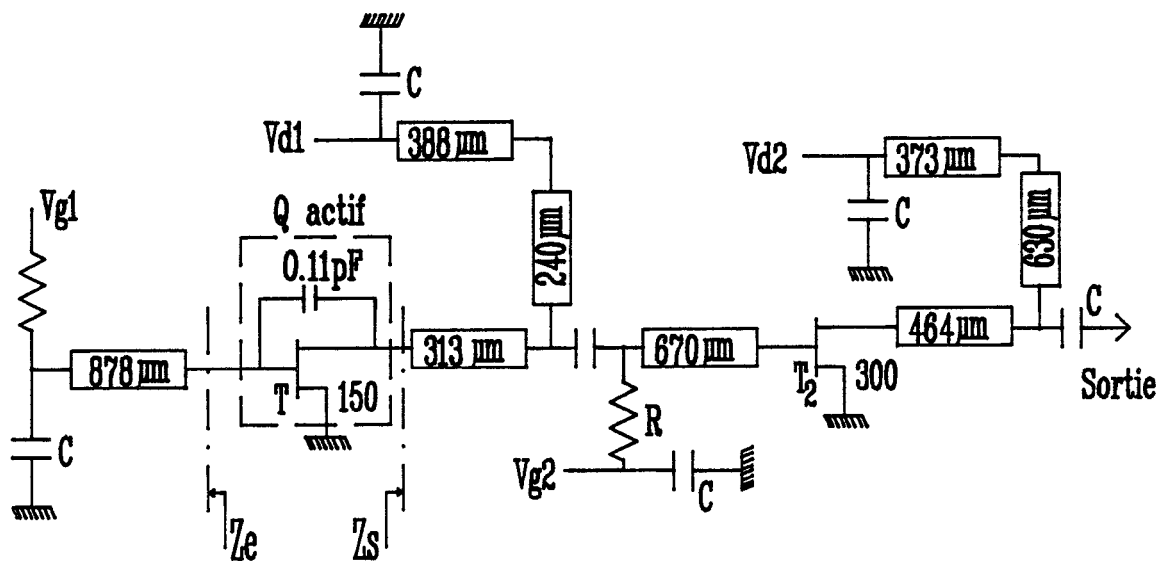 C
Vd1
388 µm
Vd2
373 µm
Vg1
Q actif
0.11pF
240 µm
C
630 µm
C
878 µm
313 µm
670 µm
464 µm
T
150
T2
300
Sortie
C
R
Vg2
C
Ze
Zs